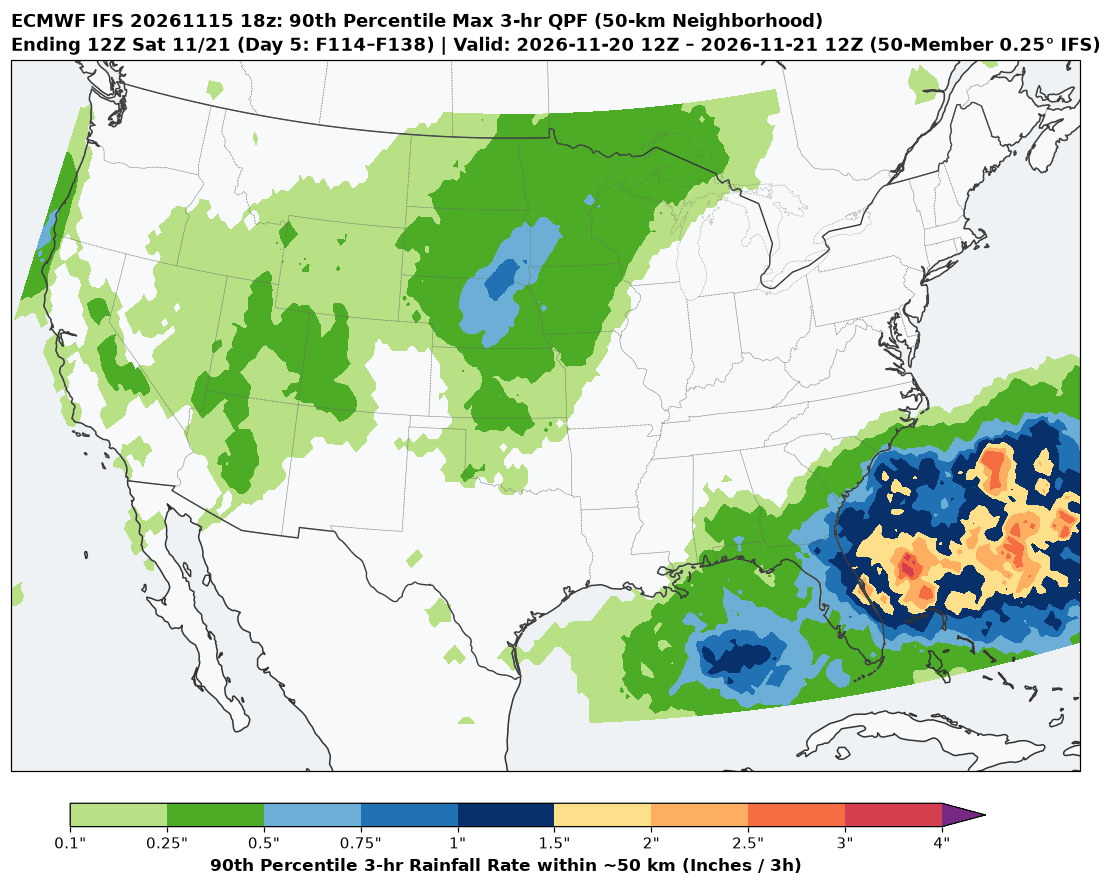 ECMWF IFS 20261115 18z: 90th Percentile Max 3-hr QPF (50-km Neighborhood)
Ending 12Z Sat 11/21 (Day 5: F114–F138) | Valid: 2026-11-20 12Z – 2026-11-21 12Z (50-Member 0.25° IFS)
0.1" 0.25" 0.5" 0.75" 1" 1.5" 2" 2.5" 3" 4"
90th Percentile 3-hr Rainfall Rate within ~50 km (Inches / 3h)